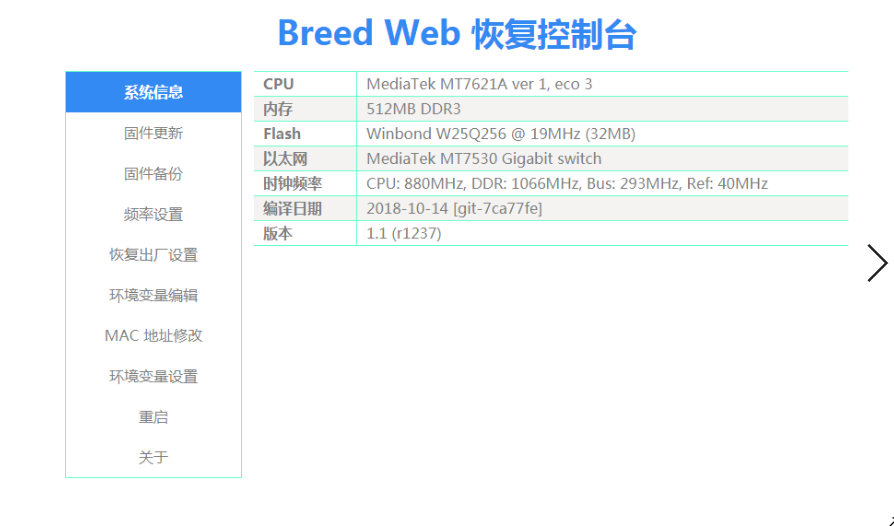 Breed Web 恢复控制台
系统信息
固件更新
固件备份
频率设置
恢复出厂设置
环境变量编辑
MAC 地址修改
环境变量设置
重启
关于
CPU MediaTek MT7621A ver 1, eco 3
内存 512MB DDR3
Flash Winbond W25Q256 @ 19MHz (32MB)
以太网 MediaTek MT7530 Gigabit switch
时钟频率 CPU: 880MHz, DDR: 1066MHz, Bus: 293MHz, Ref: 40MHz
编译日期 2018-10-14 [git-7ca77fe]
版本 1.1 (r1237)